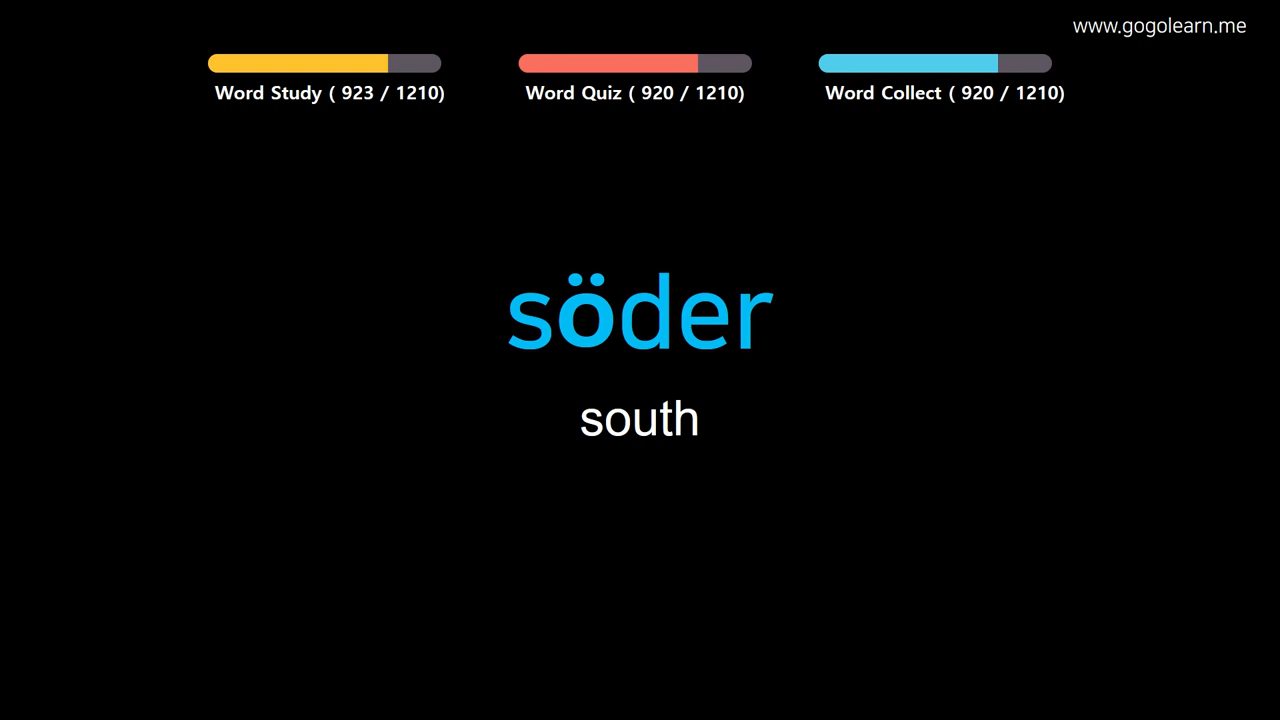 www.gogolearn.me
Word Study ( 923 / 1210)
Word Quiz ( 920 / 1210)
Word Collect ( 920 / 1210)
söder
south